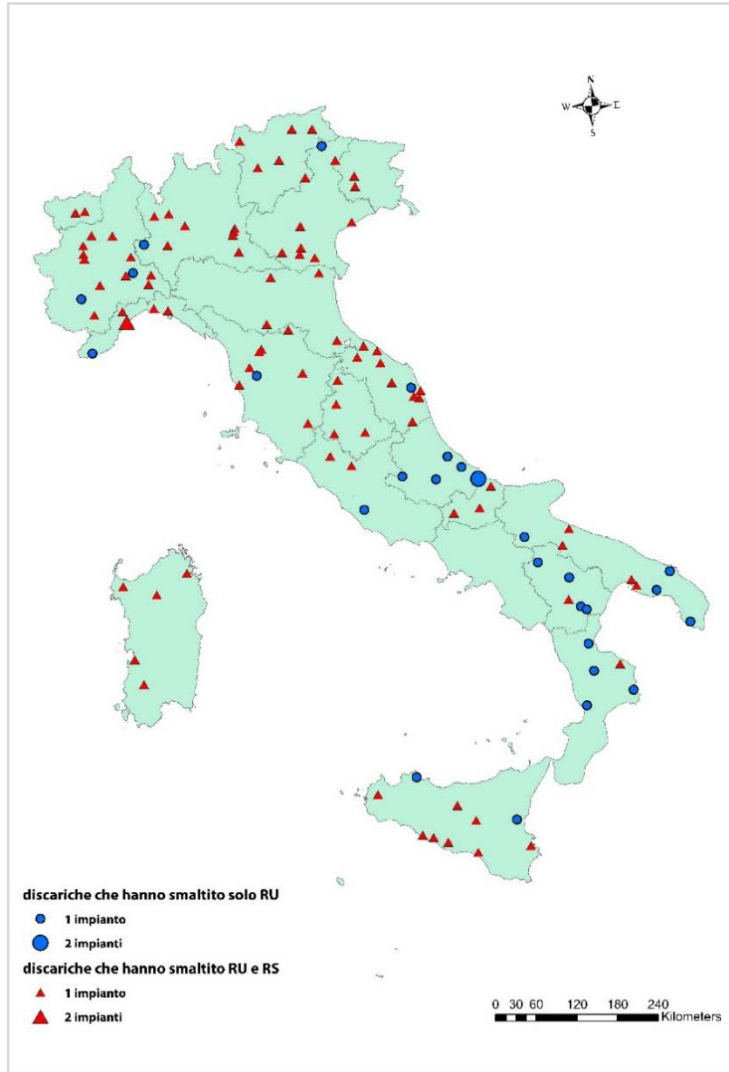 N
W E
S
discariche che hanno smaltito solo RU
1 impianto
2 impianti
discariche che hanno smaltito RU e RS
1 impianto
2 impianti
0 30 60 120 180 240
Kilometers